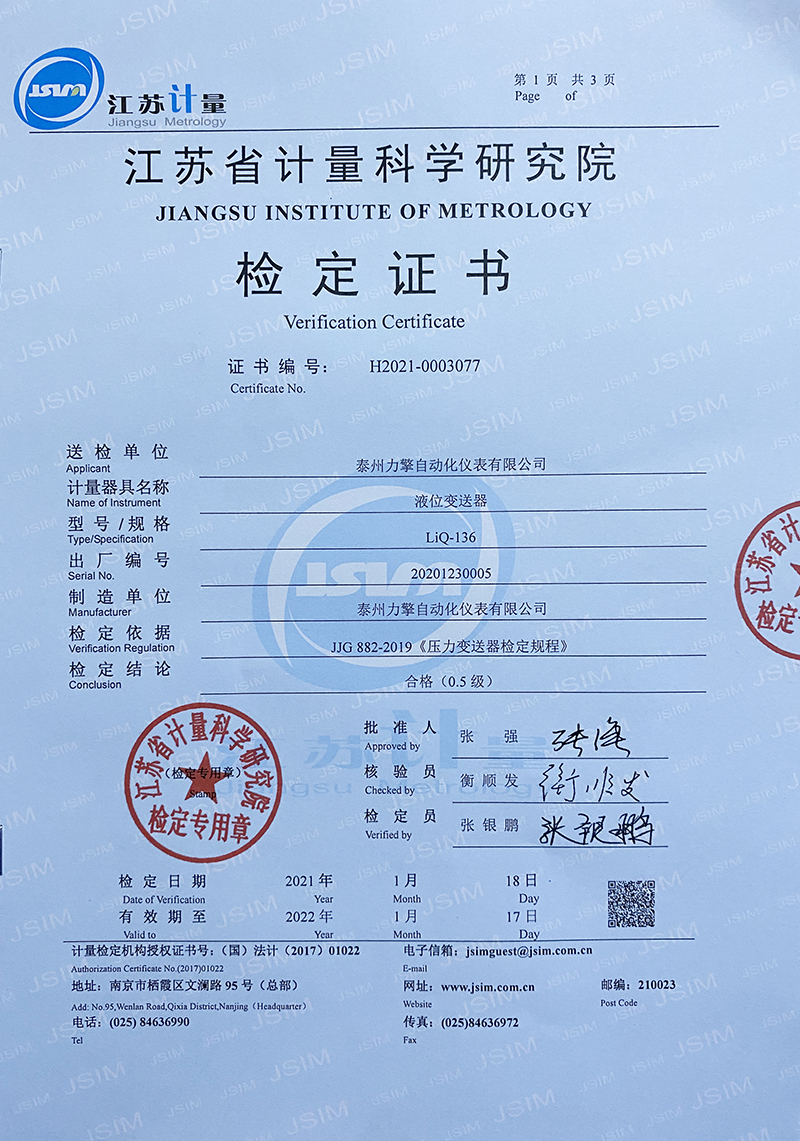 第 1 页 共 3 页
Page of
JSIM
江苏计量
Jiangsu Metrology
江苏省计量科学研究院
JIANGSU INSTITUTE OF METROLOGY
检定证书
Verification Certificate
证书编号： H2021-0003077
Certificate No.
送检单位 泰州力擎自动化仪表有限公司
Applicant
计量器具名称 液位变送器
Name of Instrument
型号/规格 LiQ-136
Type/Specification
出厂编号 20201230005
Serial No.
制造单位 泰州力擎自动化仪表有限公司
Manufacturer
检定依据 JJG 882-2019《压力变送器检定规程》
Verification Regulation
检定结论 合格（0.5 级）
Conclusion
江苏省计量科学研究院
（检定专用章）
Stamp
检定专用章
江苏省计
检定专
批准人 张强
Approved by
核验员 衡顺发
Checked by
检定员 张银鹏 张银鹏
Verified by
检定日期 2021 年 1 月 18 日
Date of Verification Year Month Day
有效期至 2022 年 1 月 17 日
Valid to Year Month Day
计量检定机构授权证书号：（国）法计（2017）01022 电子信箱：jsimguest@jsim.com.cn
Authorization Certificate No.(2017)01022 E-mail
地址：南京市栖霞区文澜路 95 号（总部） 网址：www.jsim.com.cn 邮编：210023
Add: No.95,Wenlan Road,Qixia District,Nanjing（Headquarter） Website Post Code
电话：(025) 84636990 传真：(025)84636972
Tel Fax